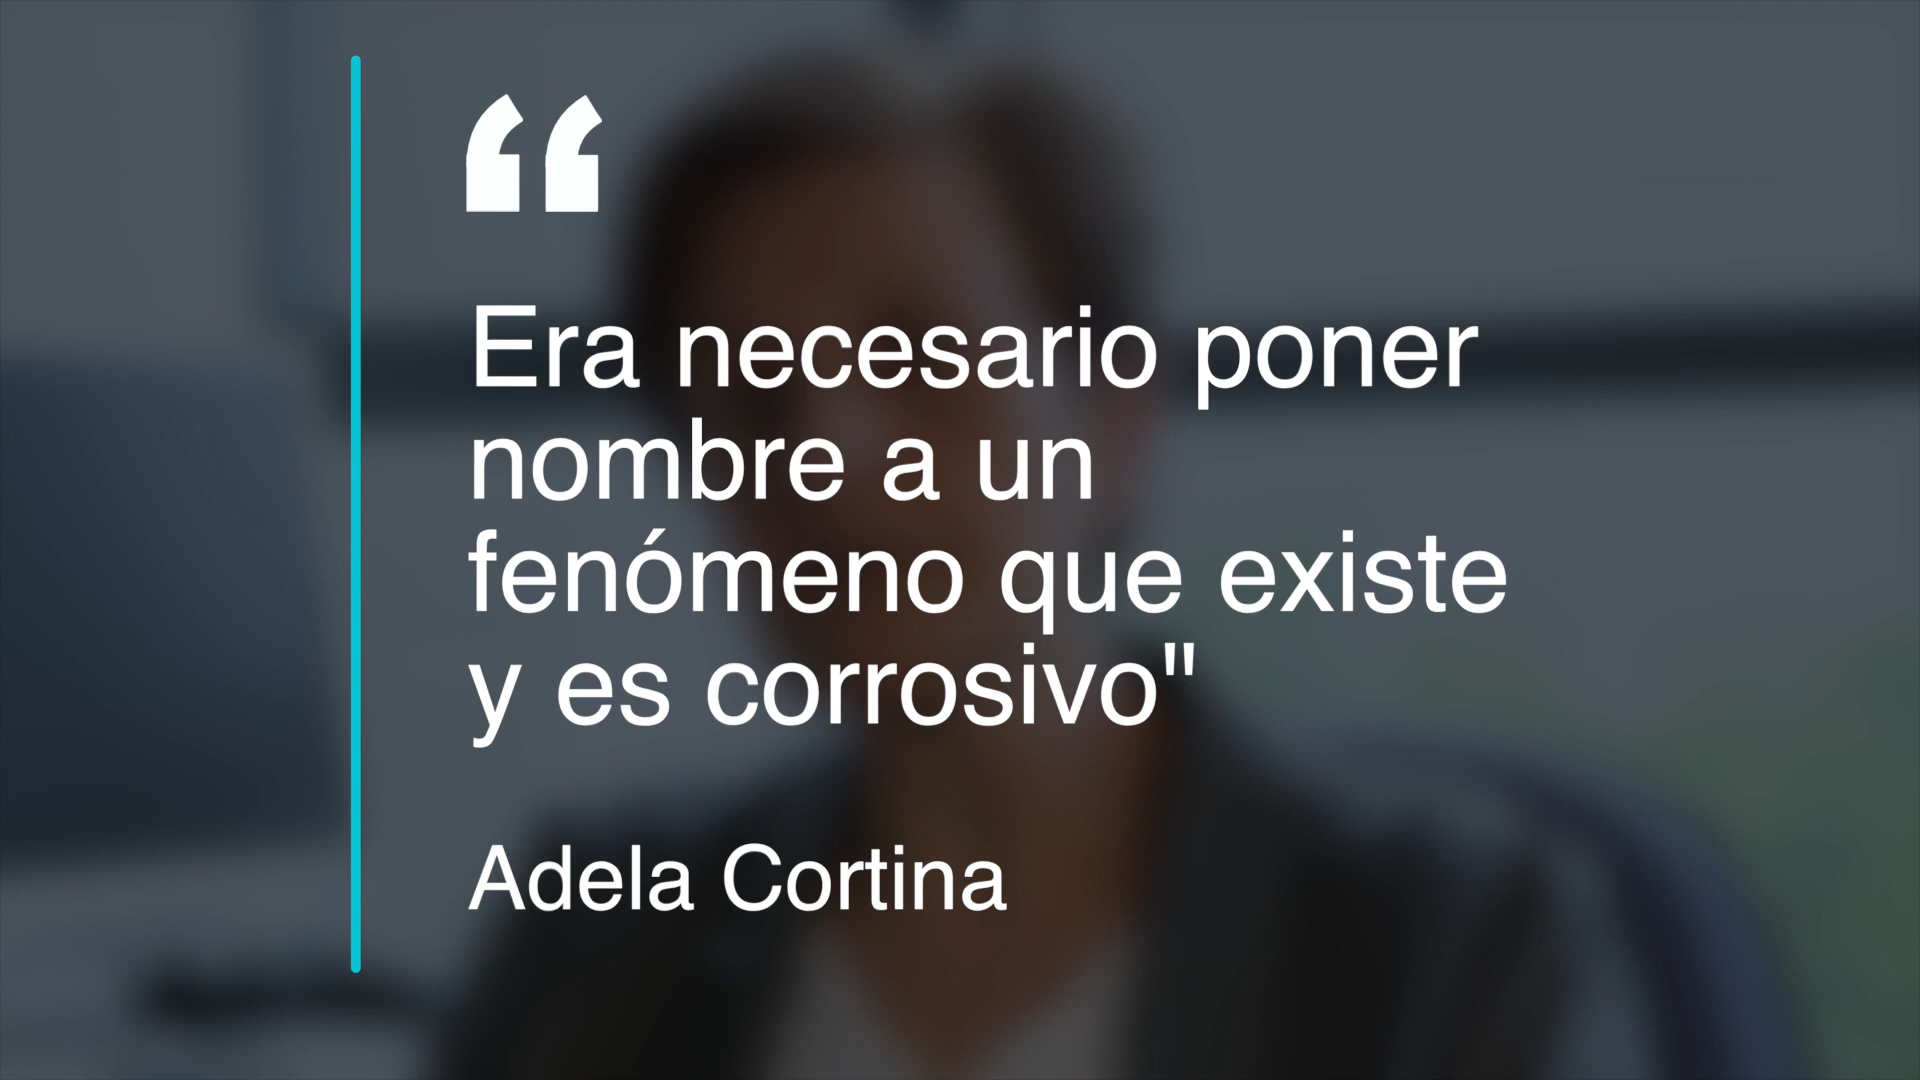 “
Era necesario poner
nombre a un
fenómeno que existe
y es corrosivo"
Adela Cortina